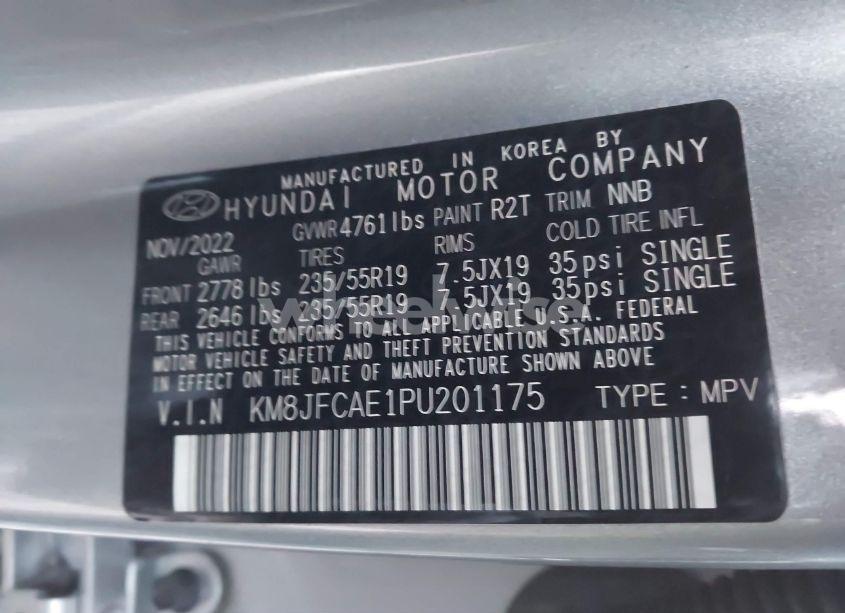 MANUFACTURED IN KOREA BY
HYUNDAI MOTOR COMPANY
NOV/2022 GVWR 4761 lbs PAINT R2T TRIM NNB
GAWR TIRES RIMS COLD TIRE INFL
FRONT 2778 lbs 235/55R19 7.5JX19 35psi SINGLE
REAR 2646 lbs 235/55R19 7.5JX19 35psi SINGLE
THIS VEHICLE CONFORMS TO ALL APPLICABLE U.S.A. FEDERAL
MOTOR VEHICLE SAFETY AND THEFT PREVENTION STANDARDS
IN EFFECT ON THE DATE OF MANUFACTURE SHOWN ABOVE
V.I.N KM8JFCAE1PU201175 TYPE : MPV